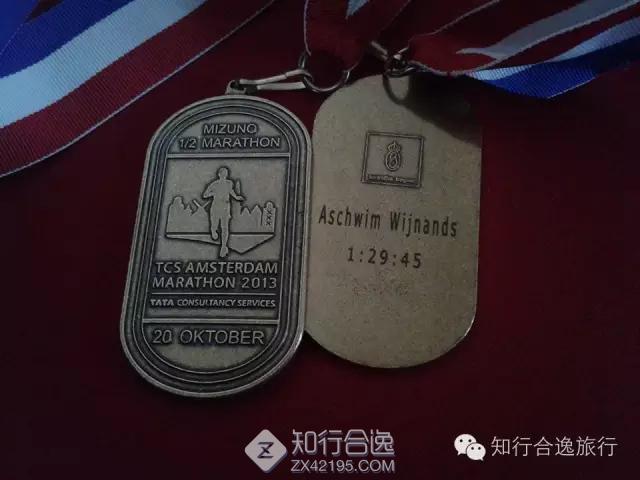 MIZUNO
1/2 MARATHON
TCS AMSTERDAM
MARATHON 2013
TATA CONSULTANCY SERVICES
20 OKTOBER
Aschwim Wijnands
1:29:45
知行合逸
ZX42195.COM
知行合逸旅行